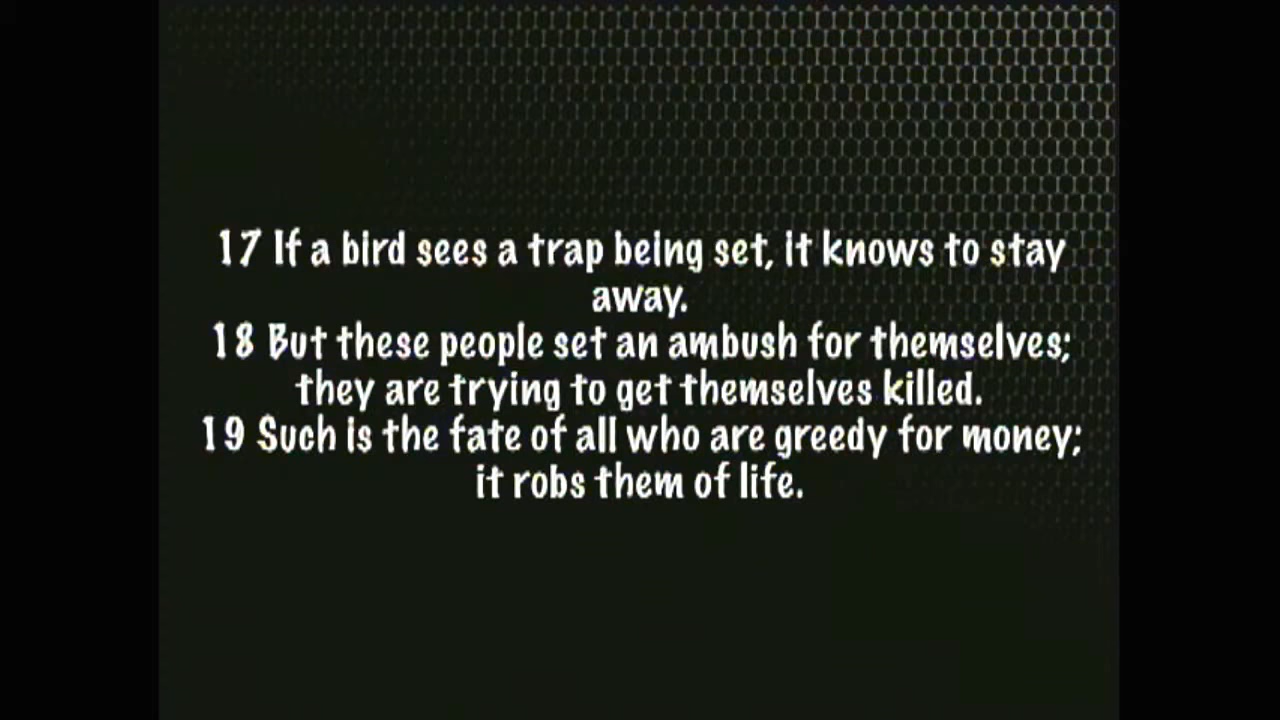 17 If a bird sees a trap being set, it knows to stay
away.
18 But these people set an ambush for themselves;
they are trying to get themselves killed.
19 Such is the fate of all who are greedy for money;
it robs them of life.